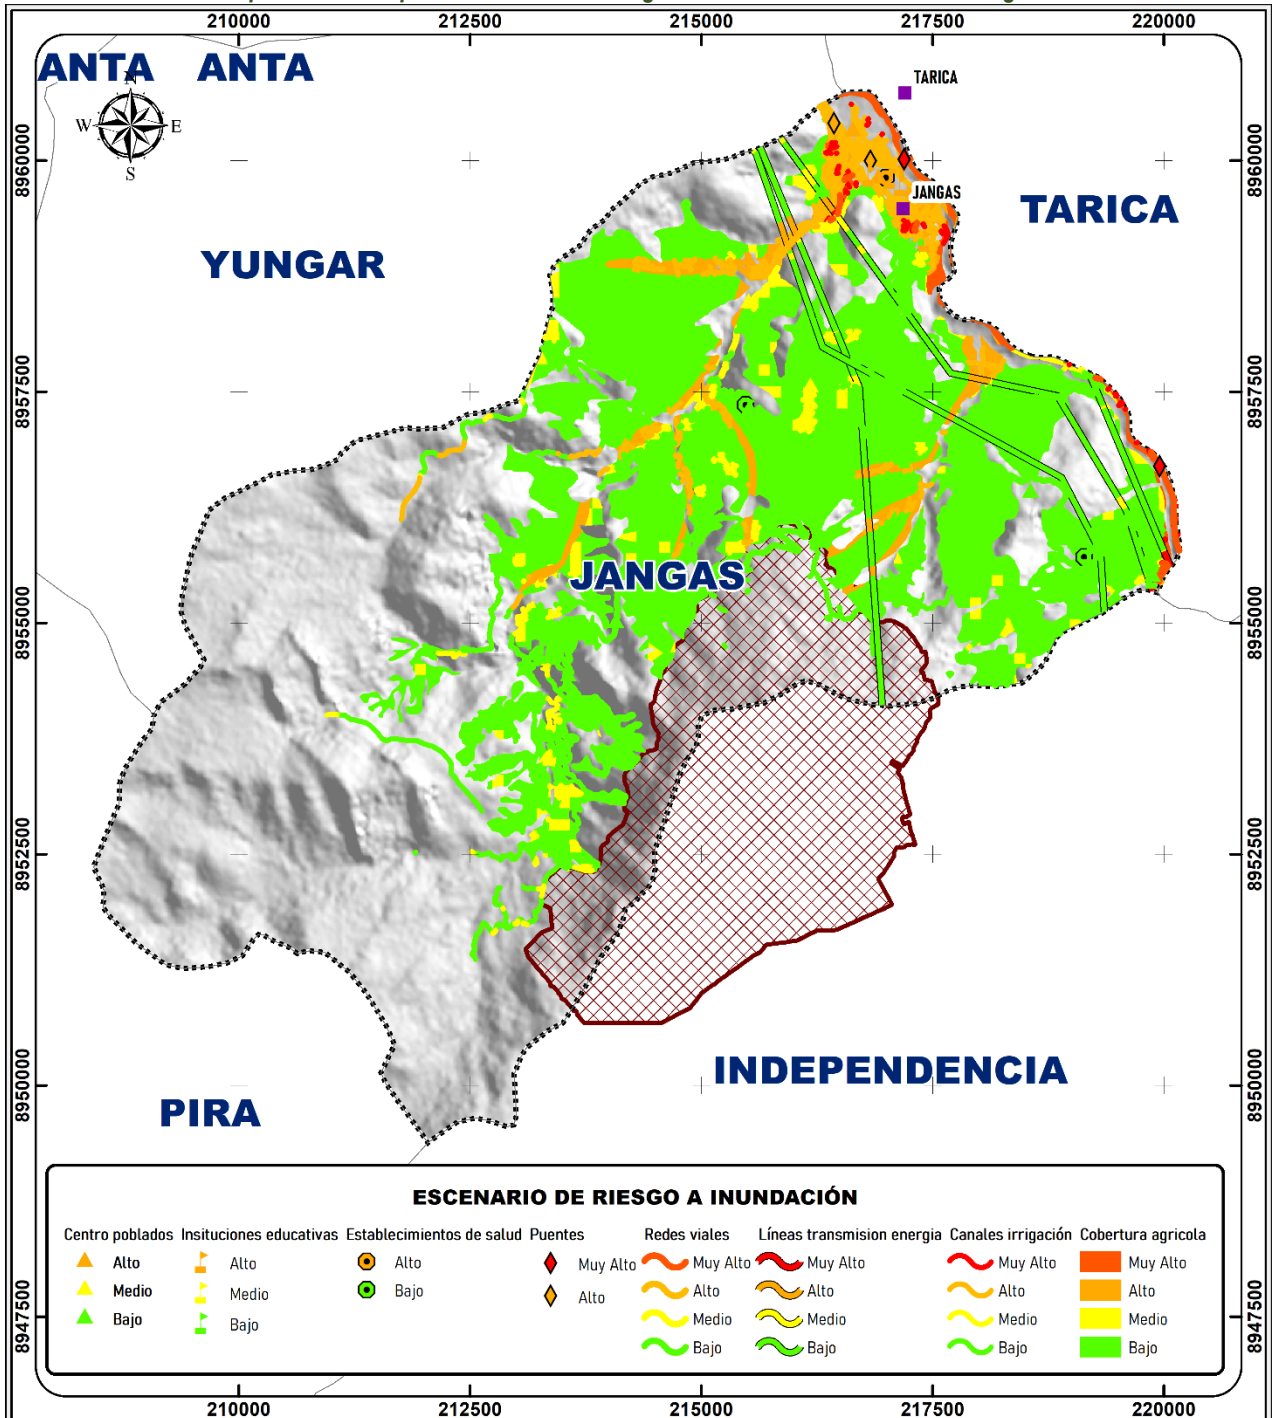 210000 212500 215000 217500 220000
ANTA ANTA
N
W E
S
TARICA
8960000 8960000
JANGAS
TARICA
YUNGAR
8957500 8957500
JANGAS
8955000 8955000
8952500 8952500
INDEPENDENCIA
8950000 8950000
PIRA
ESCENARIO DE RIESGO A INUNDACIÓN
Centro poblados Insituciones educativas Establecimientos de salud Puentes Redes viales Líneas transmision energia Canales irrigación Cobertura agricola
Alto Alto Alto Muy Alto Muy Alto Muy Alto Muy Alto Muy Alto
Medio Medio Bajo Alto Alto Alto Alto Alto
Bajo Bajo Medio Medio Medio Medio
Bajo Bajo Bajo Bajo
8947500 8947500
210000 212500 215000 217500 220000